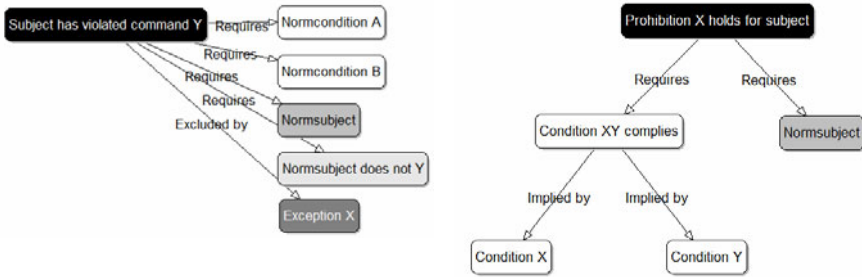 Subject has violated command Y
Requires
Normcondition A
Requires
Normcondition B
Requires
Requires
Normsubject
Excluded by
Normsubject does not Y
Exception X
Prohibition X holds for subject
Requires
Requires
Condition XY complies
Normsubject
Implied by
Implied by
Condition X
Condition Y